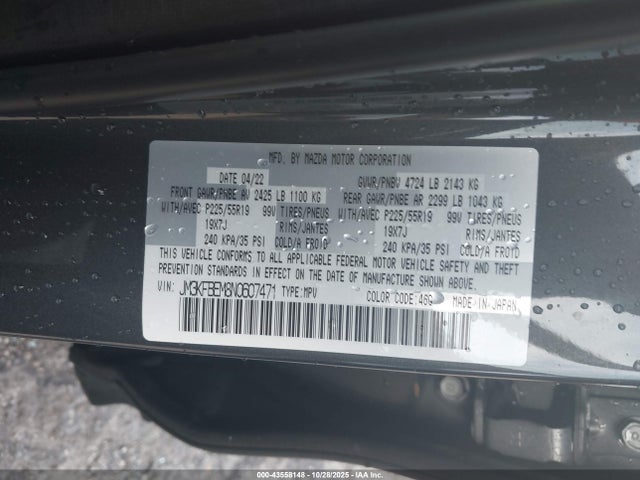 MFD. BY MAZDA MOTOR CORPORATION
DATE 04/22 GVWR/PNBV 4724 LB 2143 KG
FRONT GAWR/PNBE AV 2425 LB 1100 KG REAR GAWR/PNBE AR 2299 LB 1043 KG
WITH/AVEC P225/55R19 99V TIRES/PNEUS WITH/AVEC P225/55R19 99V TIRES/PNEUS
19X7J RIMS/JANTES 19X7J RIMS/JANTES
240 KPA/35 PSI COLD/A FROID 240 KPA/35 PSI COLD/A FROID
THIS VEHICLE CONFORMS TO ALL APPLICABLE FEDERAL MOTOR VEHICLE SAFETY AND THEFT
PREVENTION STANDARDS IN EFFECT ON THE DATE OF MANUFACTURE SHOWN ABOVE.
VIN: JM3KFBEM8N0607471 TYPE:MPV COLOR CODE:46G MADE IN JAPAN
000-43558148 - 10/28/2025 - IAAI.com